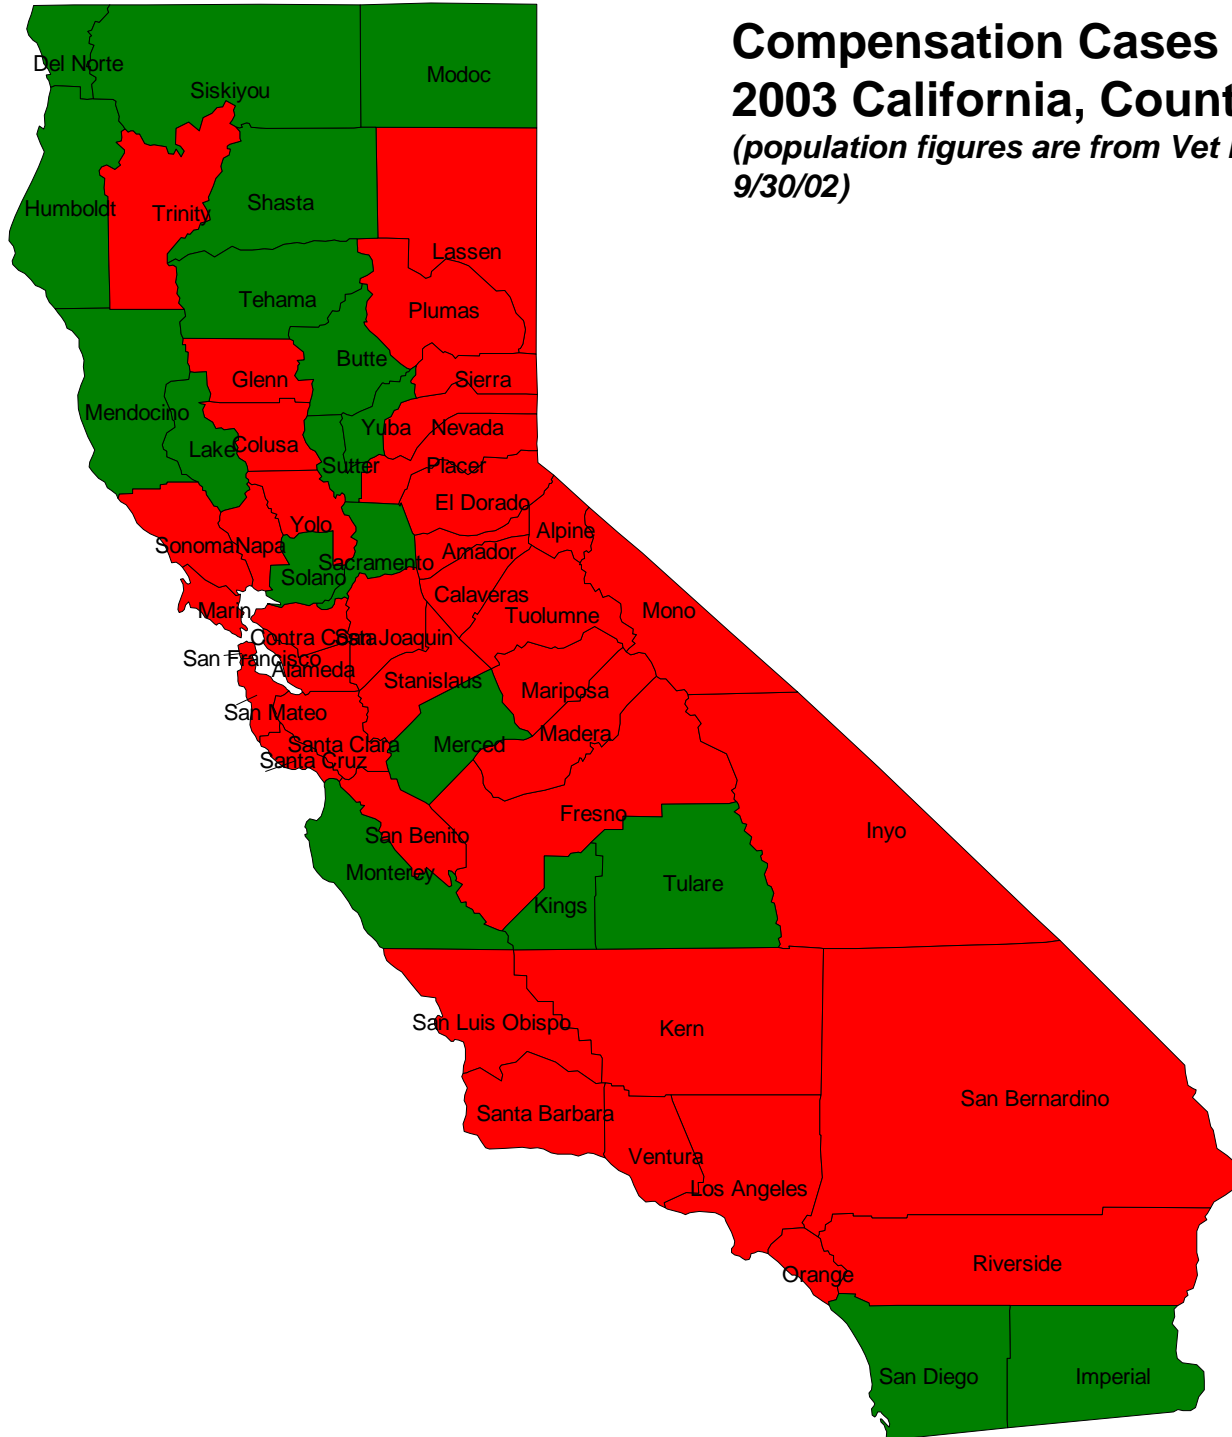 Compensation Cases
2003 California, Count
(population figures are from Vet
9/30/02)
Del Norte
Siskiyou
Modoc
Humboldt
Trinity
Shasta
Lassen
Tehama
Plumas
Butte
Glenn
Sierra
Mendocino
Lake
Colusa
Yuba
Nevada
Sutter
Placer
El Dorado
Yolo
Alpine
Sonoma
Napa
Sacramento
Amador
Solano
Calaveras
Marin
Tuolumne
Mono
Contra Costa
San Joaquin
San Francisco
Alameda
Stanislaus
Mariposa
San Mateo
Santa Clara
Merced
Madera
Santa Cruz
Fresno
San Benito
Inyo
Monterey
Kings
Tulare
San Luis Obispo
Kern
Santa Barbara
San Bernardino
Ventura
Los Angeles
Orange
Riverside
San Diego
Imperial